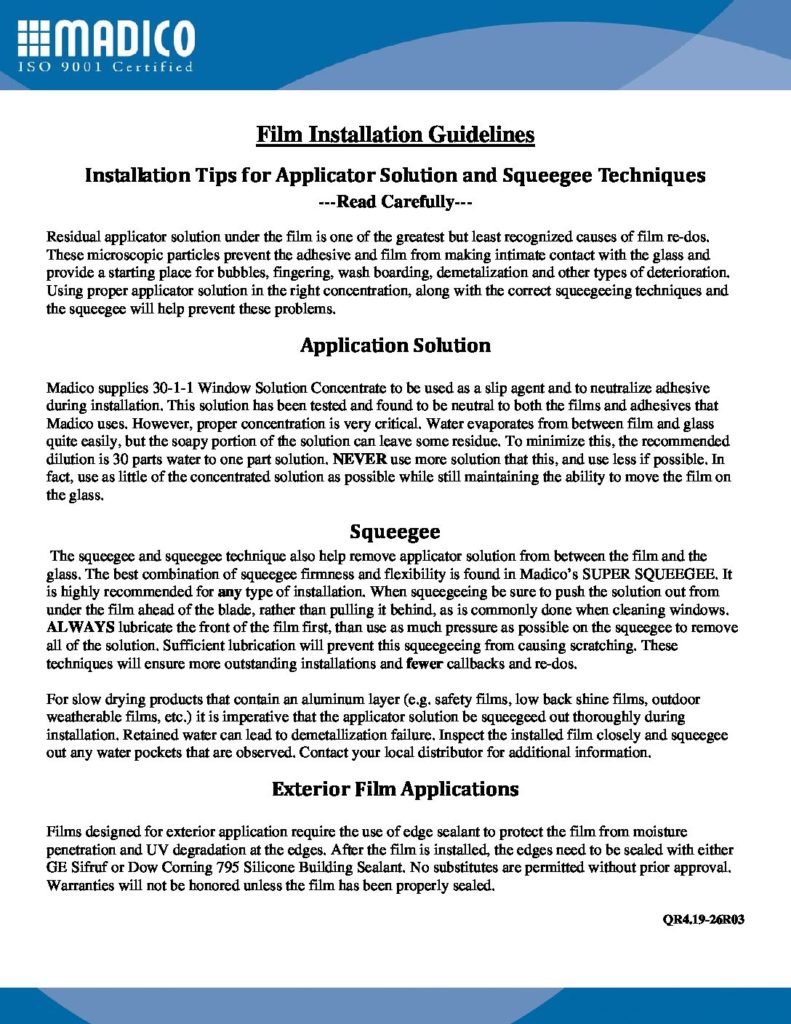 MADICO
ISO 9001 Certified
Film Installation Guidelines
Installation Tips for Applicator Solution and Squeegee Techniques
---Read Carefully---
Residual applicator solution under the film is one of the greatest but least recognized causes of film re-dos.
These microscopic particles prevent the adhesive and film from making intimate contact with the glass and
provide a starting place for bubbles, fingering, wash boarding, demetalization and other types of deterioration.
Using proper applicator solution in the right concentration, along with the correct squeegeeing techniques and
the squeegee will help prevent these problems.
Application Solution
Madico supplies 30-1-1 Window Solution Concentrate to be used as a slip agent and to neutralize adhesive
during installation. This solution has been tested and found to be neutral to both the films and adhesives that
Madico uses. However, proper concentration is very critical. Water evaporates from between film and glass
quite easily, but the soapy portion of the solution can leave some residue. To minimize this, the recommended
dilution is 30 parts water to one part solution. NEVER use more solution that this, and use less if possible. In
fact, use as little of the concentrated solution as possible while still maintaining the ability to move the film on
the glass.
Squeegee
The squeegee and squeegee technique also help remove applicator solution from between the film and the
glass. The best combination of squeegee firmness and flexibility is found in Madico's SUPER SQUEEGEE. It
is highly recommended for any type of installation. When squeegeeing be sure to push the solution out from
under the film ahead of the blade, rather than pulling it behind, as is commonly done when cleaning windows.
ALWAYS lubricate the front of the film first, than use as much pressure as possible on the squeegee to remove
all of the solution. Sufficient lubrication will prevent this squeegeeing from causing scratching. These
techniques will ensure more outstanding installations and fewer callbacks and re-dos.
For slow drying products that contain an aluminum layer (e.g. safety films, low back shine films, outdoor
weatherable films, etc.) it is imperative that the applicator solution be squeegeed out thoroughly during
installation. Retained water can lead to demetallization failure. Inspect the installed film closely and squeegee
out any water pockets that are observed. Contact your local distributor for additional information.
Exterior Film Applications
Films designed for exterior application require the use of edge sealant to protect the film from moisture
penetration and UV degradation at the edges. After the film is installed, the edges need to be sealed with either
GE Sifruf or Dow Corning 795 Silicone Building Sealant. No substitutes are permitted without prior approval.
Warranties will not be honored unless the film has been properly sealed.
QR4.19-26R03